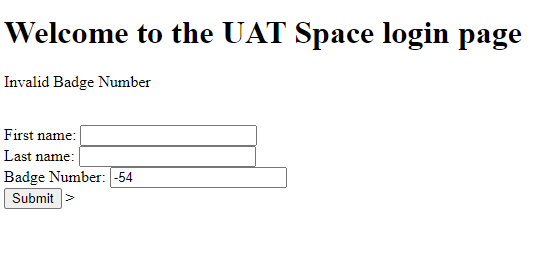 Welcome to the UAT Space login page
Invalid Badge Number
First name:
Last name:
Badge Number: -54
Submit >